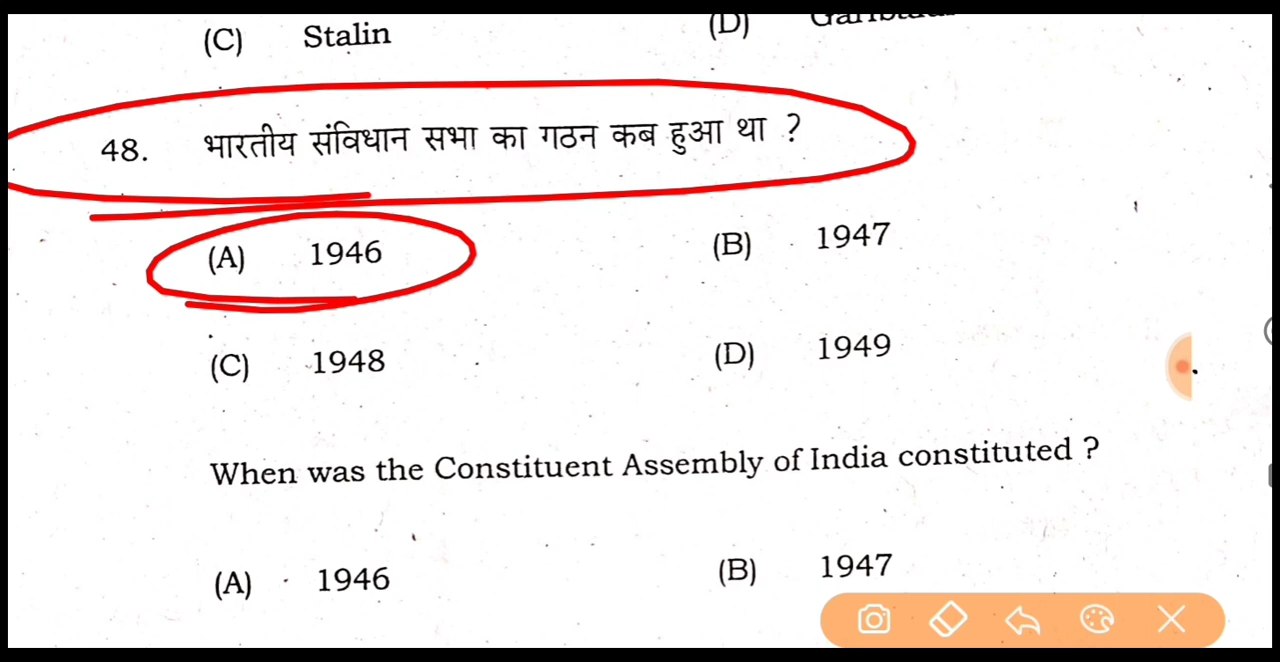 (C) Stalin (D)
48. भारतीय संविधान सभा का गठन कब हुआ था ?
(A) 1946 (B) 1947
(C) 1948 (D) 1949
When was the Constituent Assembly of India constituted ?
(A) 1946 (B) 1947